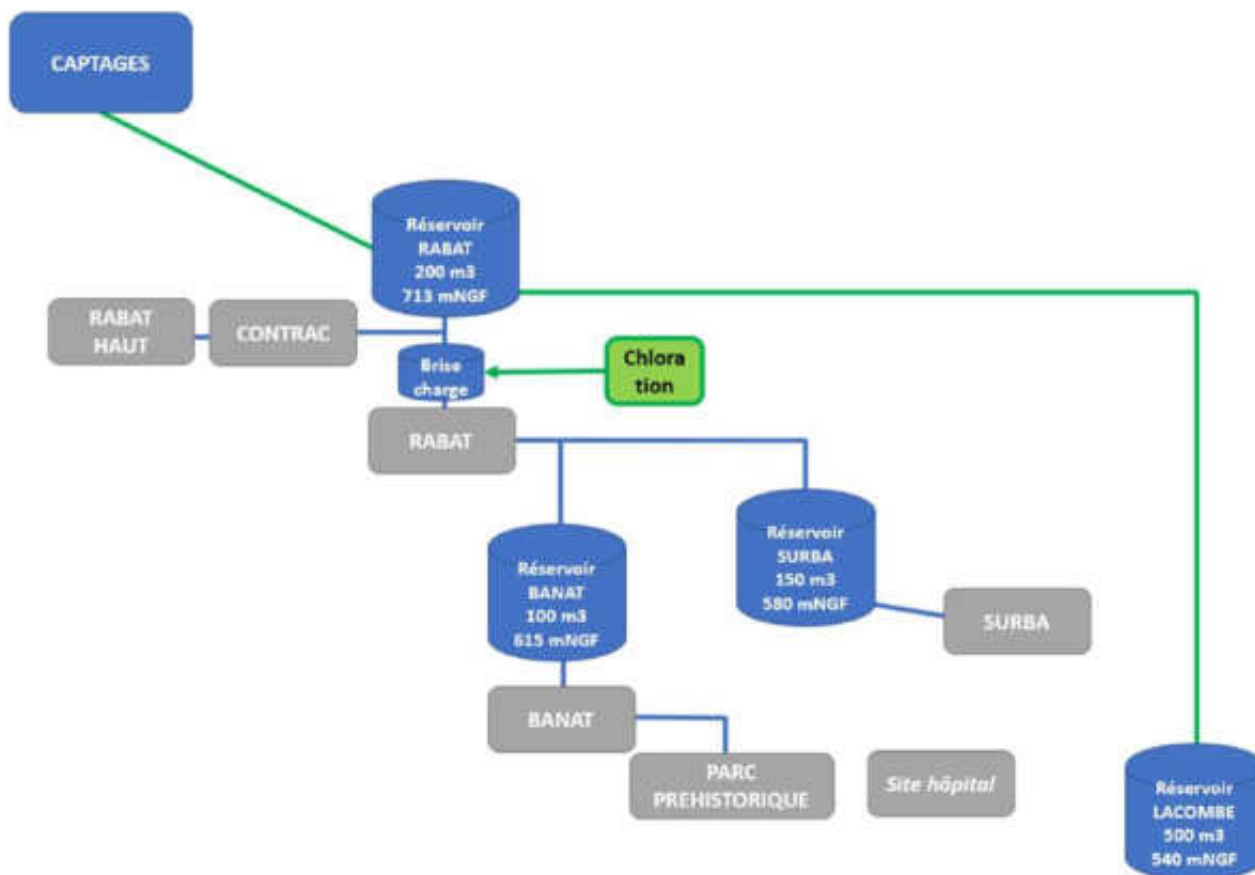 CAPTAGES
Réservoir
RABAT
200 m3
713 mNGF
RABAT
HAUT
CONTRAC
Brise
charge
Chlora
tion
RABAT
Réservoir
SURBA
150 m3
580 mNGF
Réservoir
BANAT
100 m3
615 mNGF
SURBA
BANAT
PARC
PREHISTORIQUE
Site hôpital
Réservoir
LACOMBE
500 m3
540 mNGF